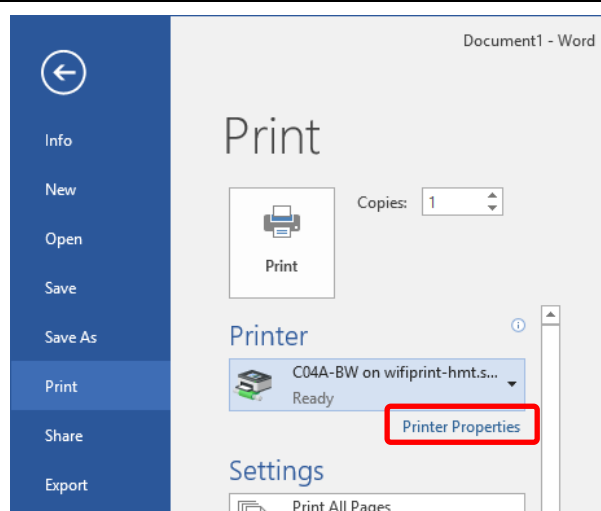 Document1 - Word
Info
New
Open
Save
Save As
Print
Share
Export
Print
Copies: 1
Print
Printer
C04A-BW on wifiprint-hmt.s...
Ready
Printer Properties
Settings
Print All Pages